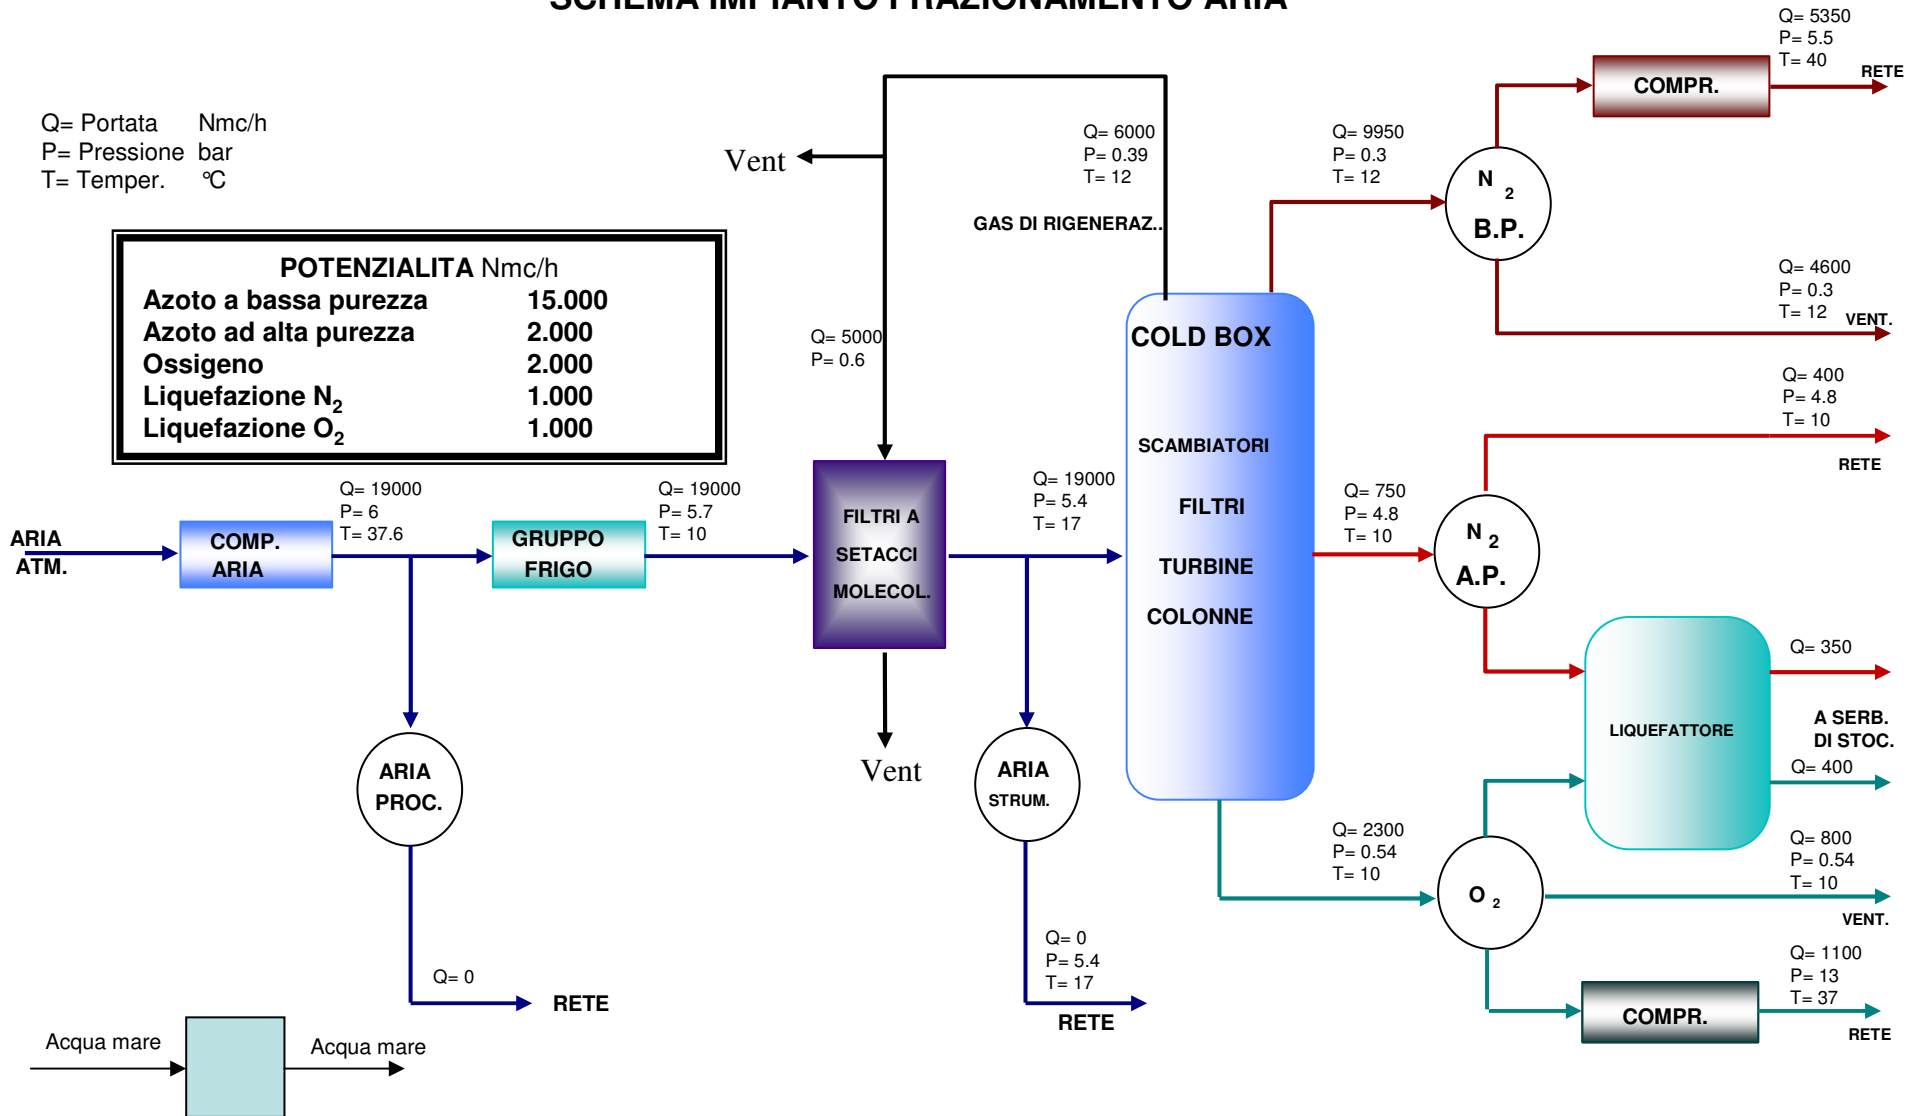 SCHEMA IMPIANTO FRAZIONAMENTO ARIA
Q= Portata Nmc/h
P= Pressione bar
T= Temper. °C
POTENZIALITA Nmc/h
Azoto a bassa purezza 15.000
Azoto ad alta purezza 2.000
Ossigeno 2.000
Liquefazione N2 1.000
Liquefazione O2 1.000
Vent
Q= 6000
P= 0.39
T= 12
GAS DI RIGENERAZ..
Q= 5000
P= 0.6
Q= 9950
P= 0.3
T= 12
N 2
B.P.
COMPR.
Q= 5350
P= 5.5
T= 40
RETE
Q= 4600
P= 0.3
T= 12
VENT.
ARIA
ATM.
COMP.
ARIA
Q= 19000
P= 6
T= 37.6
GRUPPO
FRIGO
Q= 19000
P= 5.7
T= 10
FILTRI A
SETACCI
MOLECOL.
Vent
Q= 19000
P= 5.4
T= 17
COLD BOX
SCAMBIATORI
FILTRI
TURBINE
COLONNE
Q= 750
P= 4.8
T= 10
N 2
A.P.
Q= 400
P= 4.8
T= 10
RETE
LIQUEFATTORE
Q= 350
A SERB.
DI STOC.
Q= 400
ARIA
PROC.
Q= 0
RETE
ARIA
STRUM.
Q= 0
P= 5.4
T= 17
RETE
Q= 2300
P= 0.54
T= 10
O 2
Q= 800
P= 0.54
T= 10
VENT.
COMPR.
Q= 1100
P= 13
T= 37
RETE
Acqua mare
Acqua mare